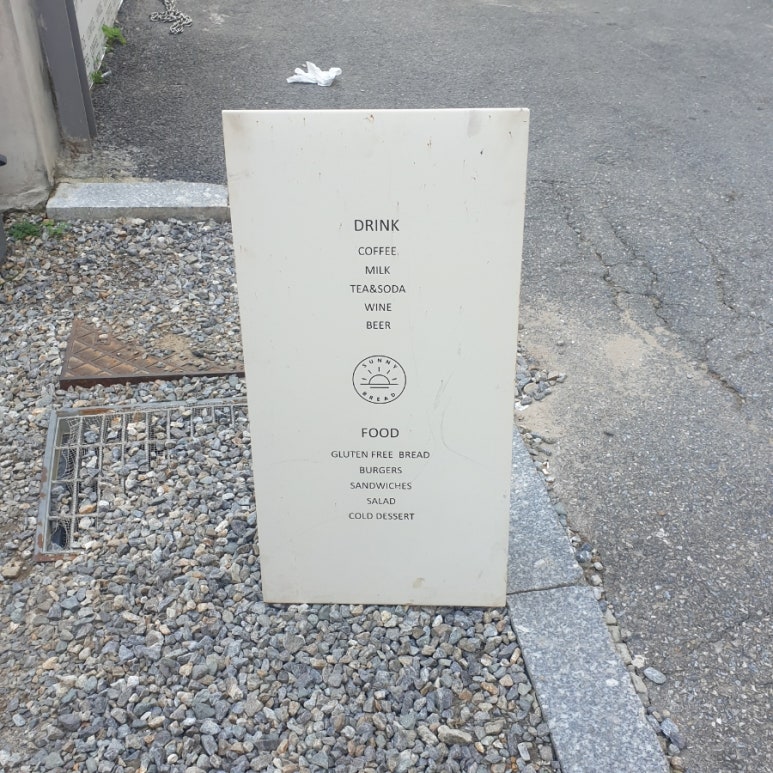 DRINK
COFFEE
MILK
TEA&SODA
WINE
BEER
SUNNY
BREAD
FOOD
GLUTEN FREE BREAD
BURGERS
SANDWICHES
SALAD
COLD DESSERT